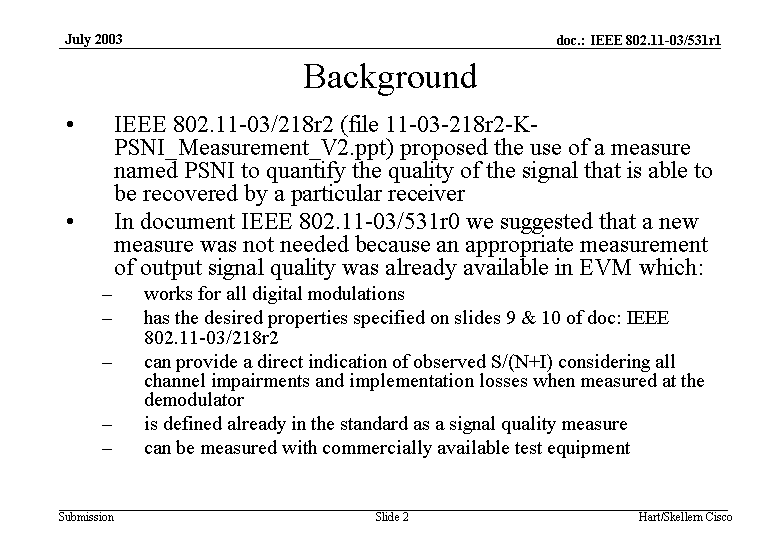 July 2003
doc.: IEEE 802.11-03/531r1
Background
• IEEE 802.11-03/218r2 (file 11-03-218r2-K-
PSNI_Measurement_V2.ppt) proposed the use of a measure
named PSNI to quantify the quality of the signal that is able to
be recovered by a particular receiver
• In document IEEE 802.11-03/531r0 we suggested that a new
measure was not needed because an appropriate measurement
of output signal quality was already available in EVM which:
– works for all digital modulations
– has the desired properties specified on slides 9 & 10 of doc: IEEE
802.11-03/218r2
– can provide a direct indication of observed S/(N+I) considering all
channel impairments and implementation losses when measured at the
demodulator
– is defined already in the standard as a signal quality measure
– can be measured with commercially available test equipment
Submission
Slide 2
Hart/Skellern Cisco